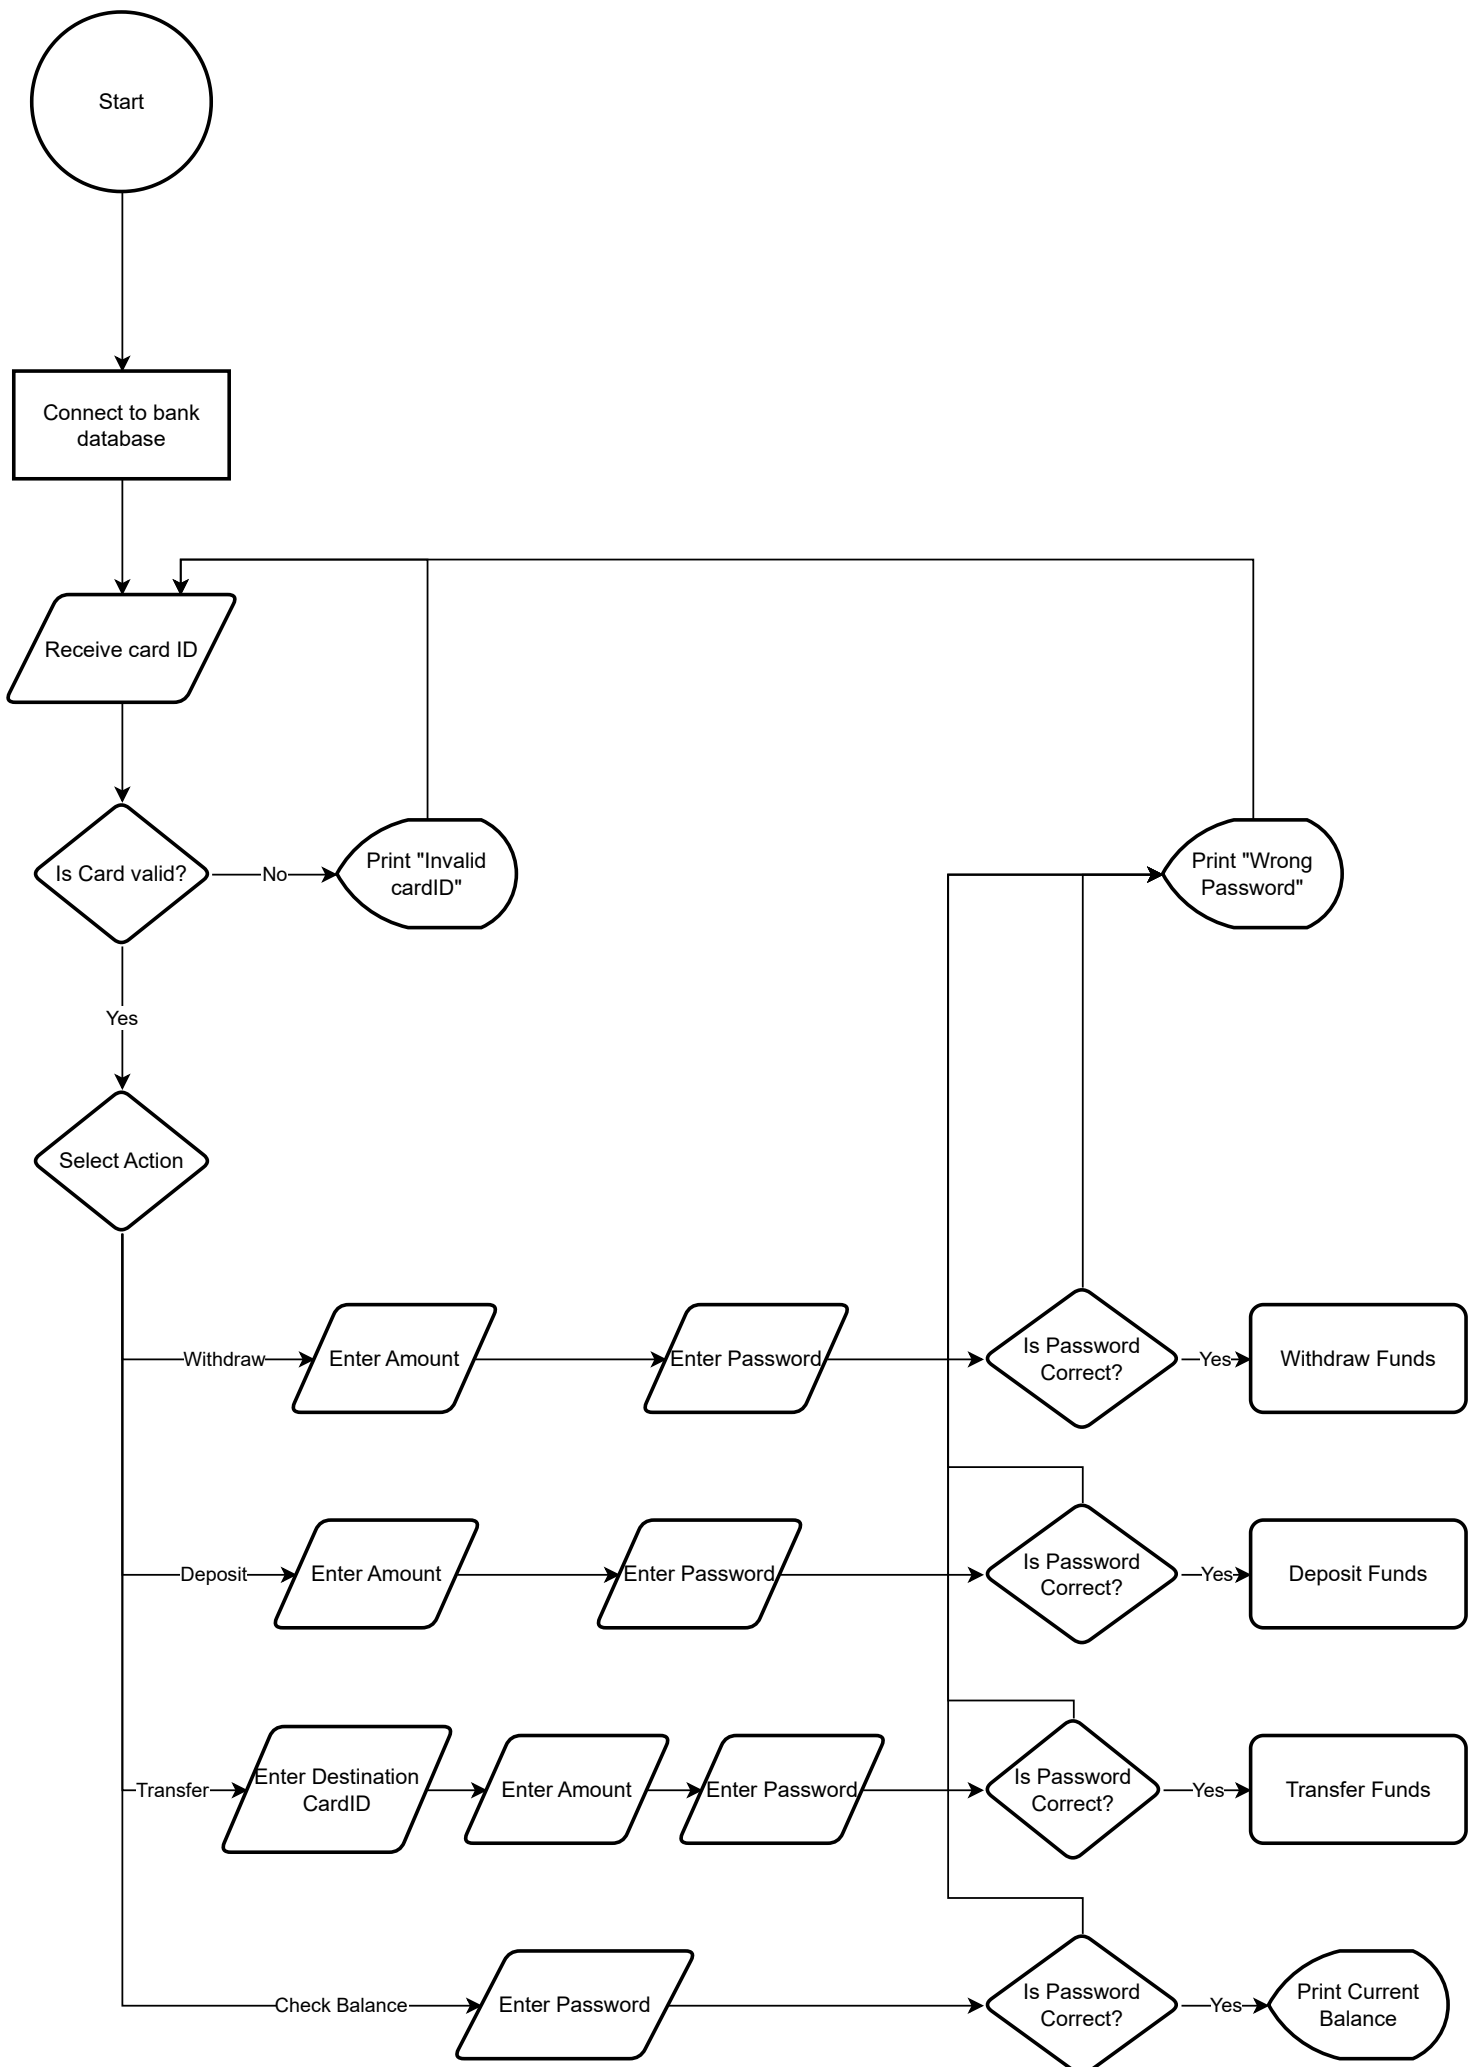 Start
Connect to bank
database
Receive card ID
Is Card valid?
No
Print "Invalid
cardID"
Print "Wrong
Password"
Yes
Select Action
Withdraw
Enter Amount
Enter Password
Is Password
Correct?
Yes
Withdraw Funds
Deposit
Enter Amount
Enter Password
Is Password
Correct?
Yes
Deposit Funds
Transfer
Enter Destination
CardID
Enter Amount
Enter Password
Is Password
Correct?
Yes
Transfer Funds
Check Balance
Enter Password
Is Password
Correct?
Yes
Print Current
Balance